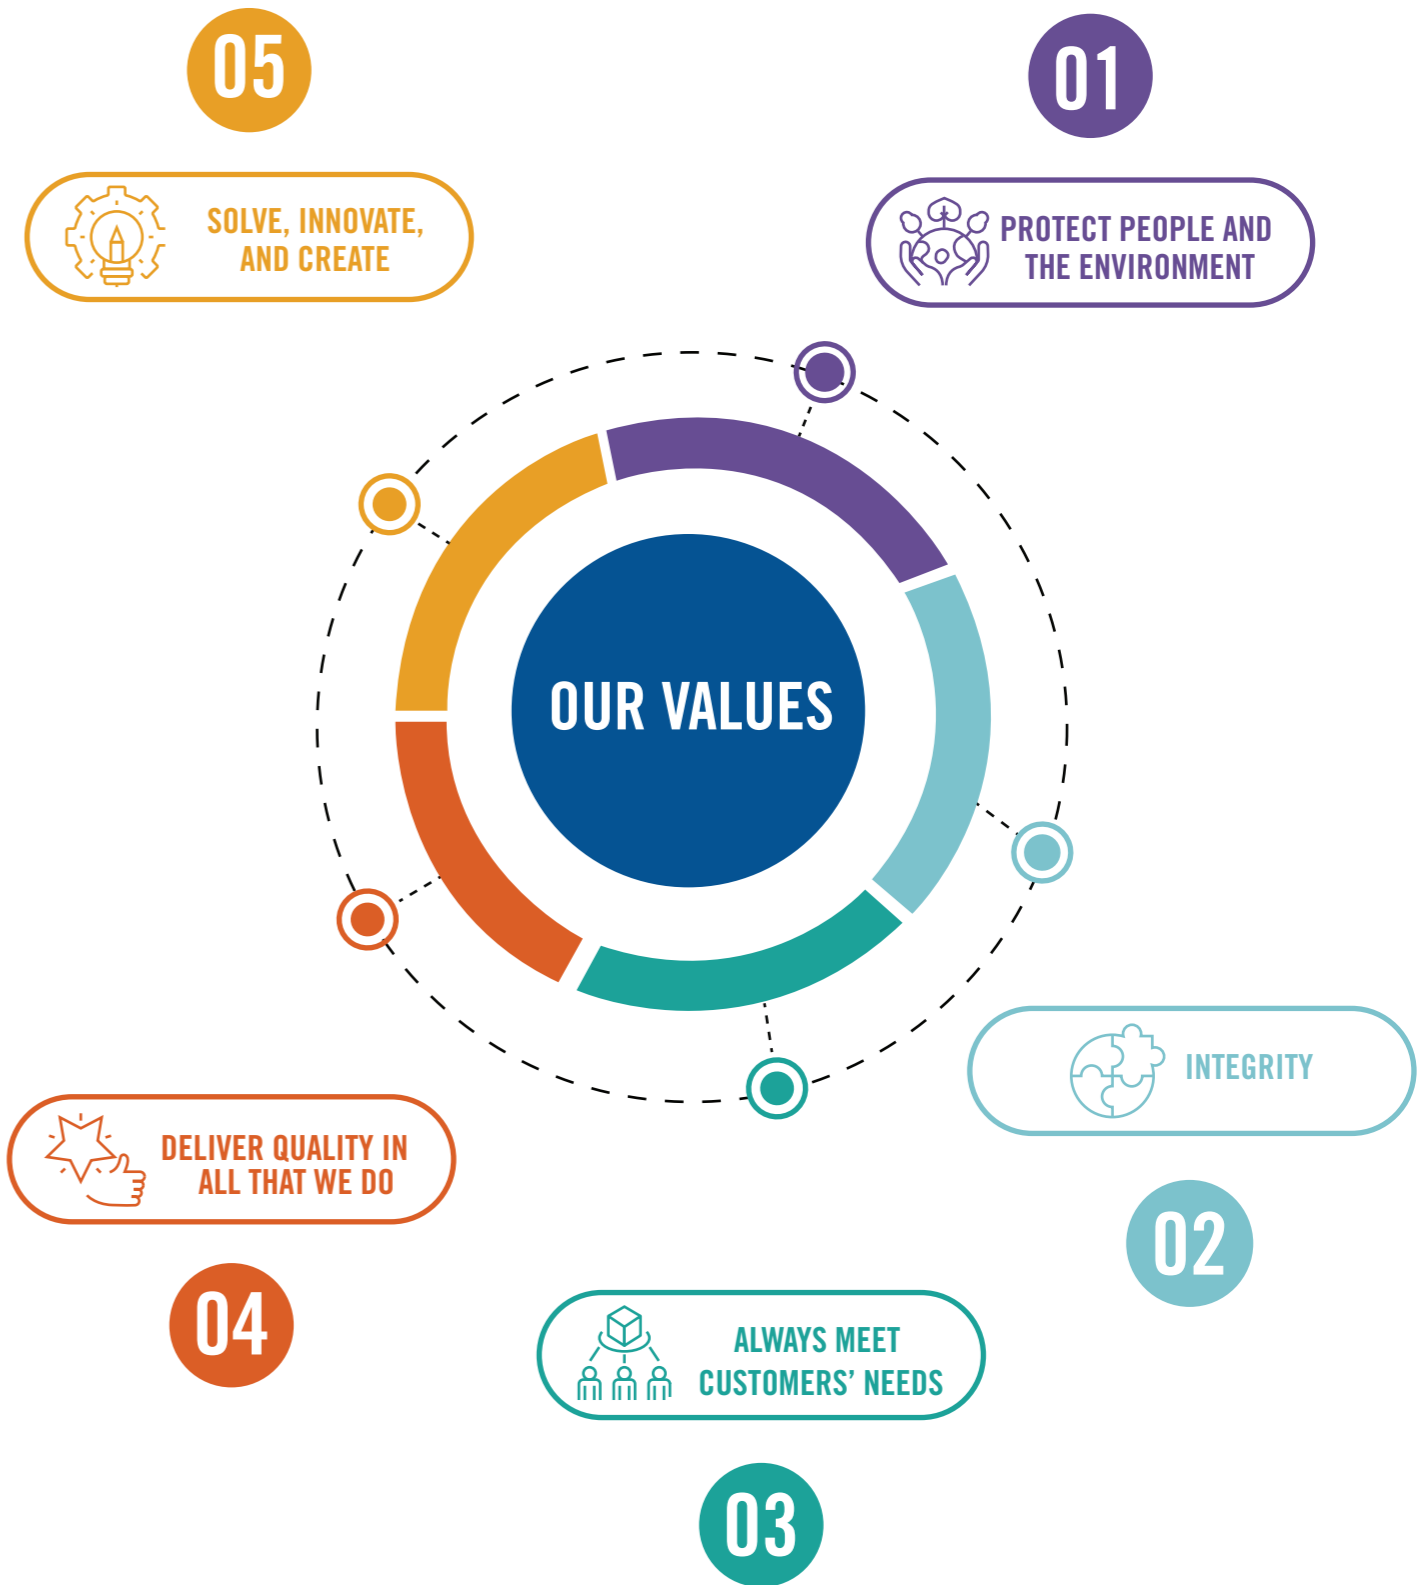 05
01
SOLVE, INNOVATE,
AND CREATE
PROTECT PEOPLE AND
THE ENVIRONMENT
OUR VALUES
INTEGRITY
02
DELIVER QUALITY IN
ALL THAT WE DO
04
ALWAYS MEET
CUSTOMERS’ NEEDS
03